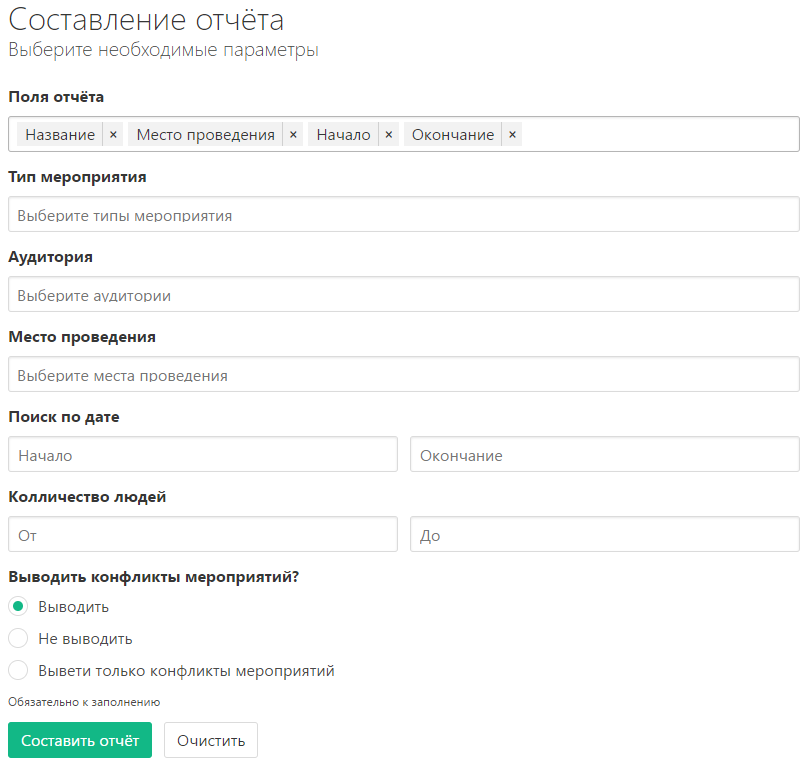 Составление отчёта
Выберите необходимые параметры
Поля отчёта
Название × Место проведения × Начало × Окончание ×
Тип мероприятия
Выберите типы мероприятия
Аудитория
Выберите аудитории
Место проведения
Выберите места проведения
Поиск по дате
Начало Окончание
Колличество людей
От До
Выводить конфликты мероприятий?
Выводить
Не выводить
Вывети только конфликты мероприятий
Обязательно к заполнению
Составить отчёт Очистить